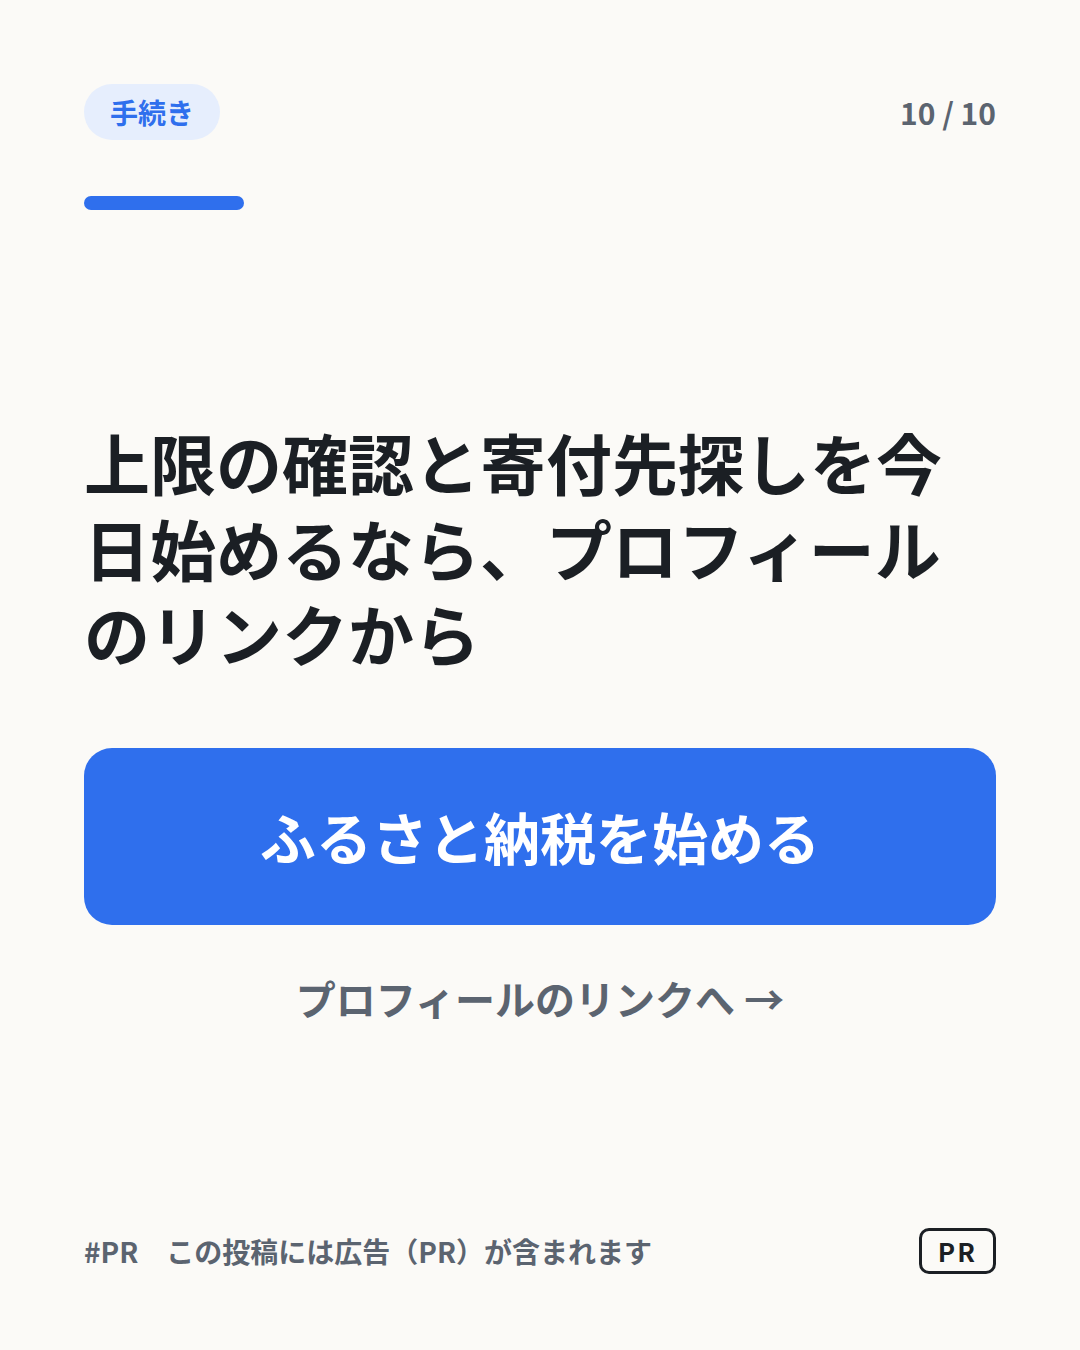 手続き
10 / 10
上限の確認と寄付先探しを今
日始めるなら、プロフィール
のリンクから
ふるさと納税を始める
プロフィールのリンクへ →
#PR　この投稿には広告（PR）が含まれます
PR